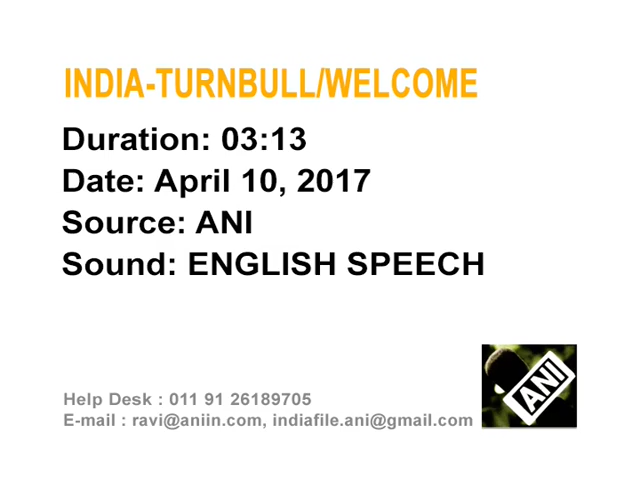 INDIA-TURNBULL/WELCOME
Duration: 03:13
Date: April 10, 2017
Source: ANI
Sound: ENGLISH SPEECH
Help Desk : 011 91 26189705
E-mail : ravi@aniin.com, indiafile.ani@gmail.com
ANI